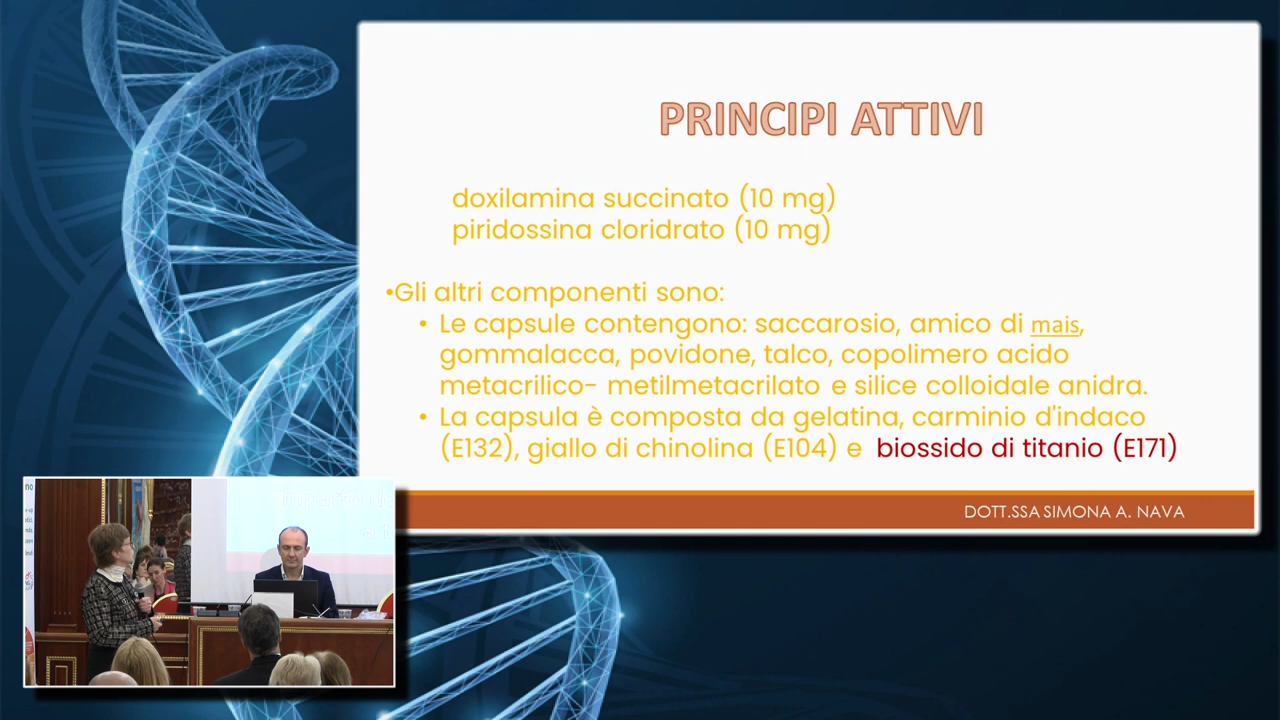 PRINCIPI ATTIVI
doxilamina succinato (10 mg)
piridossina cloridrato (10 mg)
•Gli altri componenti sono:
• Le capsule contengono: saccarosio, amico di mais,
gommalacca, povidone, talco, copolimero acido
metacrilico- metilmetacrilato e silice colloidale anidra.
• La capsula è composta da gelatina, carminio d'indaco
(E132), giallo di chinolina (E104) e biossido di titanio (E171)
DOTT.SSA SIMONA A. NAVA